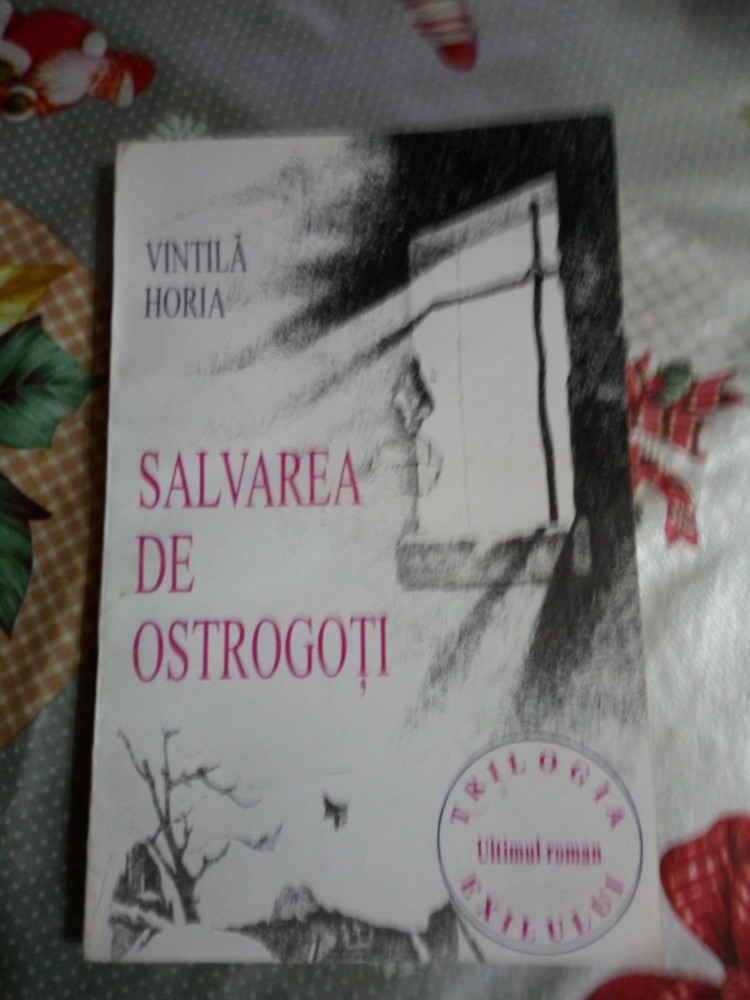 VINTILĂ
HORIA
SALVAREA
DE
OSTROGOȚI
TRILOGIA
Ultimul roman
EXILULUI